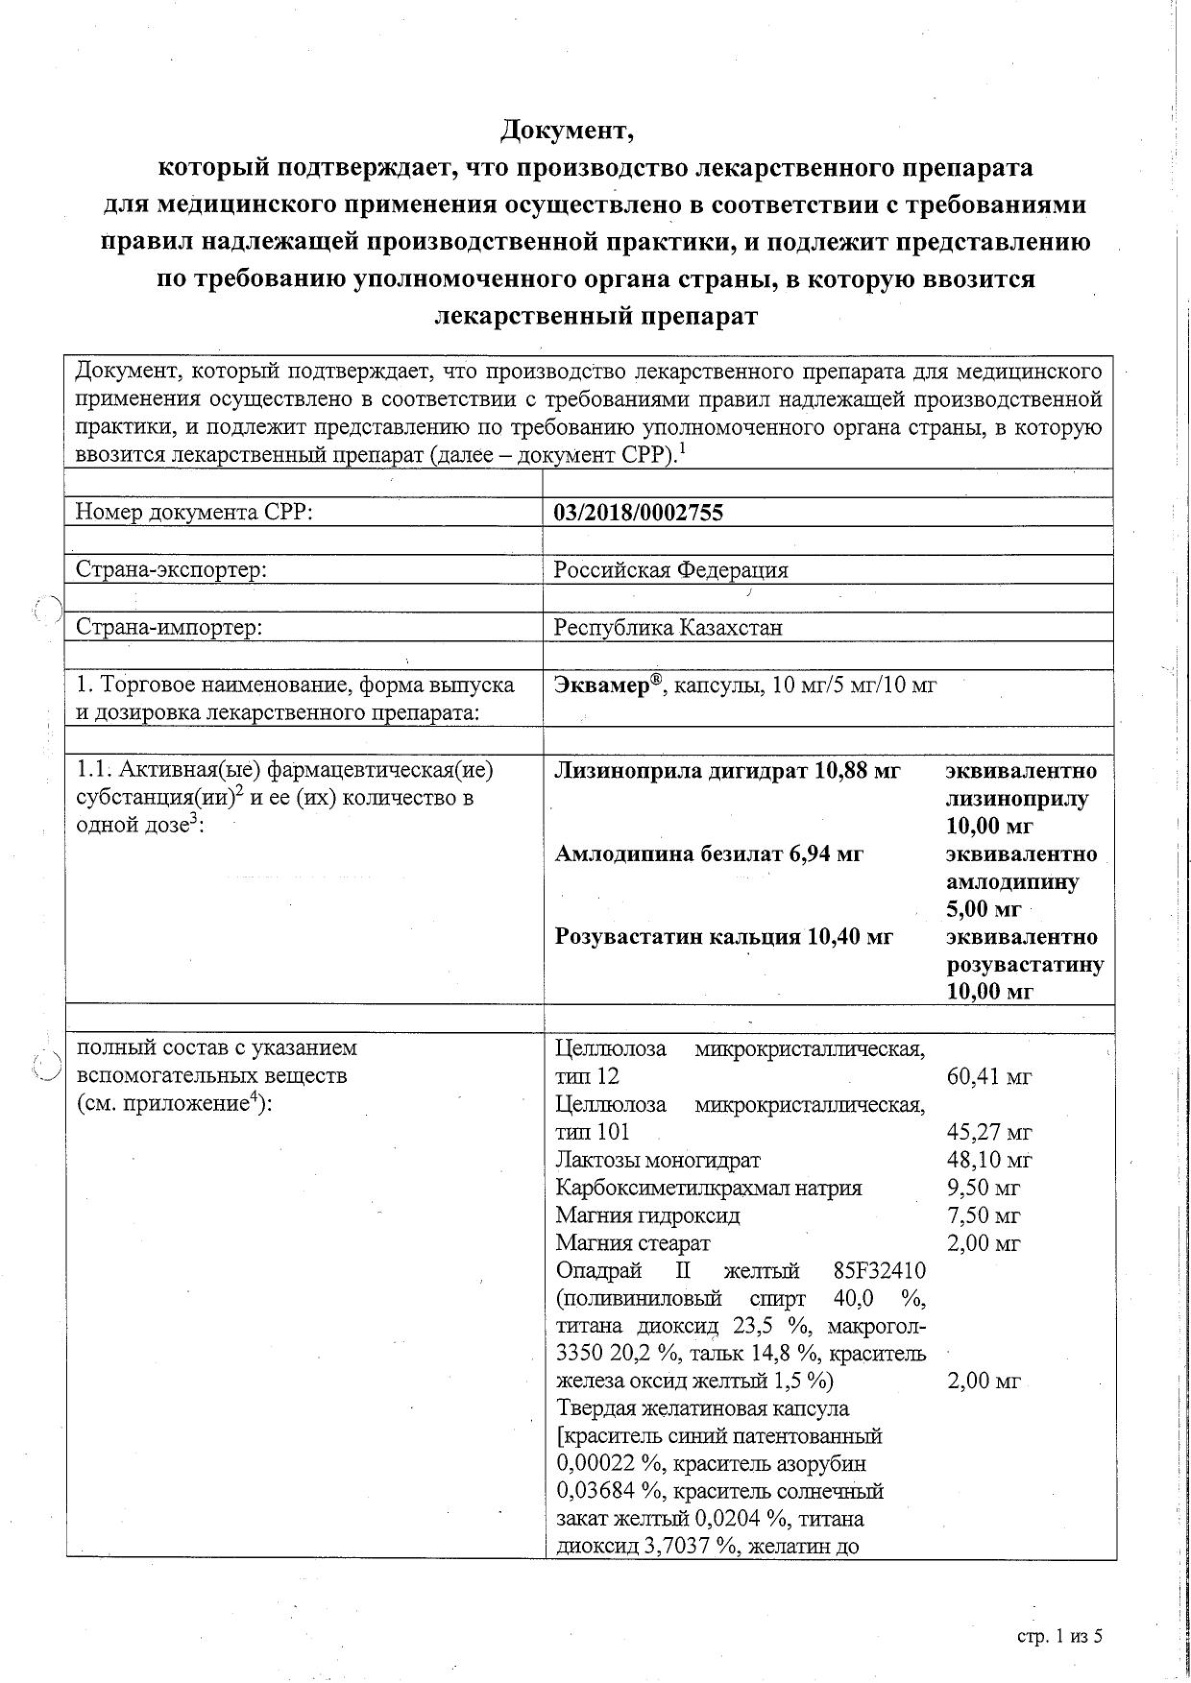 Документ,
который подтверждает, что производство лекарственного препарата
для медицинского применения осуществлено в соответствии с требованиями
правил надлежащей производственной практики, и подлежит представлению
по требованию уполномоченного органа страны, в которую ввозится
лекарственный препарат
Документ, который подтверждает, что производство лекарственного препарата для медицинского
применения осуществлено в соответствии с требованиями правил надлежащей производственной
практики, и подлежит представлению по требованию уполномоченного органа страны, в которую
ввозится лекарственный препарат (далее – документ СРР).¹
Номер документа СРР: 03/2018/0002755
Страна-экспортер: Российская Федерация
Страна-импортер: Республика Казахстан
1. Торговое наименование, форма выпуска
и дозировка лекарственного препарата:
Эквамер®, капсулы, 10 мг/5 мг/10 мг
1.1. Активная(ые) фармацевтическая(ие)
субстанция(ии)² и ее (их) количество в
одной дозе³:
Лизиноприла дигидрат 10,88 мг эквивалентно
лизиноприлу
10,00 мг
Амлодипина безилат 6,94 мг эквивалентно
амлодипину
5,00 мг
Розувастатин кальция 10,40 мг эквивалентно
розувастатину
10,00 мг
полный состав с указанием
вспомогательных веществ
(см. приложение⁴):
Целлюлоза микрокристаллическая,
тип 12 60,41 мг
Целлюлоза микрокристаллическая,
тип 101 45,27 мг
Лактозы моногидрат 48,10 мг
Карбоксиметилкрахмал натрия 9,50 мг
Магния гидроксид 7,50 мг
Магния стеарат 2,00 мг
Опадрай II желтый 85F32410
(поливиниловый спирт 40,0 %,
титана диоксид 23,5 %, макрогол-
3350 20,2 %, тальк 14,8 %, краситель
железа оксид желтый 1,5 %) 2,00 мг
Твердая желатиновая капсула
[краситель синий патентованный
0,00022 %, краситель азорубин
0,03684 %, краситель солнечный
закат желтый 0,0204 %, титана
диоксид 3,7037 %, желатин до
стр. 1 из 5